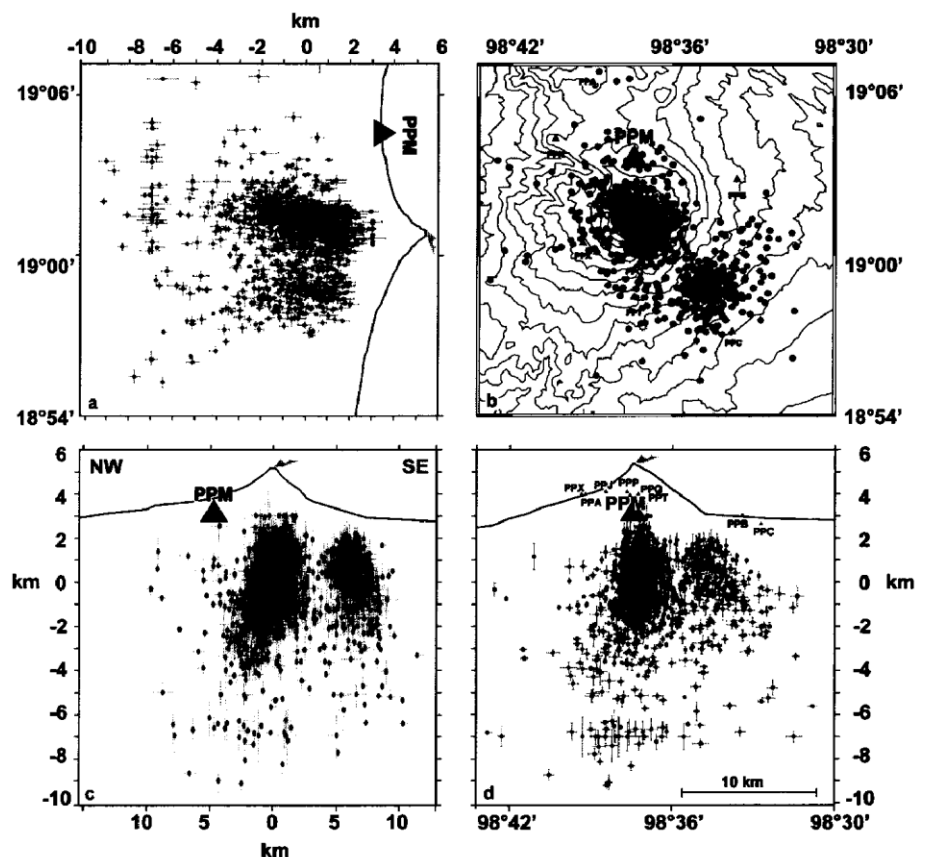 km
-10 -8 -6 -4 -2 0 2 4 6
98°42' 98°36' 98°30'
19°06'
19°00'
18°54'
PPM
a
19°06'
19°00'
18°54'
PPA
PPM
PPC
b
6
4
2
km 0
-2
-4
-6
-8
-10
NW SE
PPM
c
5 0 5 10
km
6
4
2
0 km
-2
-4
-6
-8
-10
PPX PPJ PPP PPQ
PPA PPM PPT
PPB
PPC
10 km
d
98°42' 98°36' 98°30'